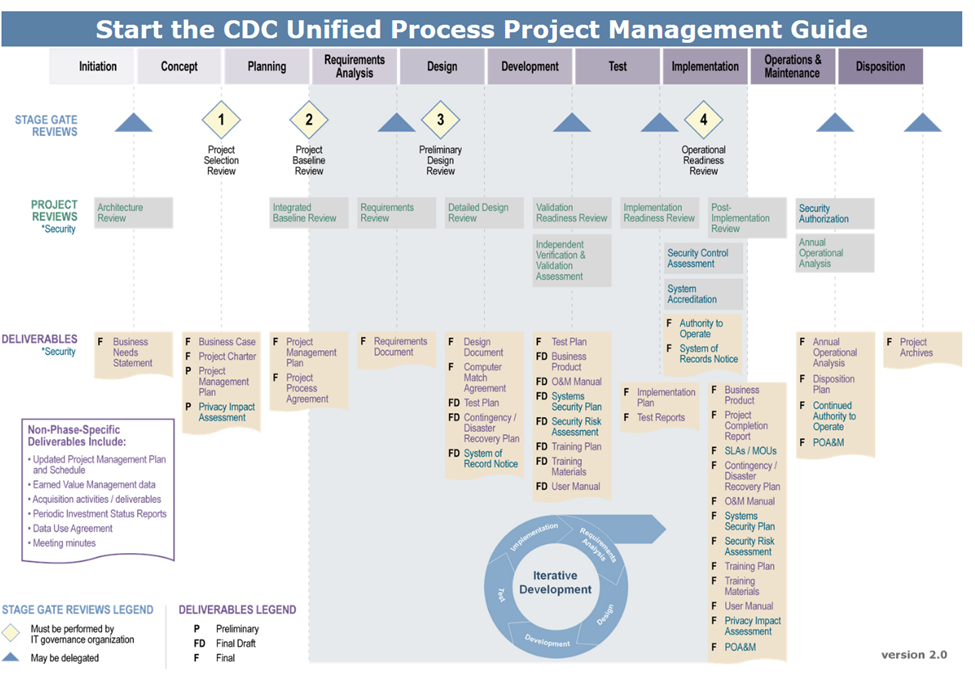 Start the CDC Unified Process Project Management Guide
Initiation
Concept
Planning
Requirements
Analysis
Design
Development
Test
Implementation
Operations &
Maintenance
Disposition
STAGE GATE
REVIEWS
1
Project
Selection
Review
2
Project
Baseline
Review
3
Preliminary
Design
Review
4
Operational
Readiness
Review
PROJECT
REVIEWS
*Security
Architecture
Review
Integrated
Baseline Review
Requirements
Review
Detailed Design
Review
Validation
Readiness Review
Independent
Verification &
Validation
Assessment
Implementation
Readiness Review
Security Control
Assessment
System
Accreditation
Post-
Implementation
Review
Security
Authorization
Annual
Operational
Analysis
DELIVERABLES
*Security
F Business
Needs
Statement
F Business Case
F Project Charter
P Project
Management
Plan
P Privacy Impact
Assessment
F Project
Management
Plan
F Project
Process
Agreement
F Requirements
Document
F Design
Document
F Computer
Match
Agreement
FD Test Plan
FD Contingency /
Disaster
Recovery Plan
FD System of
Record Notice
F Test Plan
FD Business
Product
FD O&M Manual
FD Systems
Security Plan
FD Security Risk
Assessment
FD Training Plan
FD Training
Materials
FD User Manual
F Implementation
Plan
F Test Reports
F Authority to
Operate
F System of
Records Notice
F Business
Product
F Project
Completion
Report
F SLAs / MOUs
F Contingency /
Disaster
Recovery Plan
F O&M Manual
F Systems
Security Plan
F Security Risk
Assessment
F Training Plan
F Training
Materials
F User Manual
F Privacy Impact
Assessment
F POA&M
F Annual
Operational
Analysis
F Disposition
Plan
F Continued
Authority to
Operate
F POA&M
F Project
Archives
Non-Phase-Specific
Deliverables Include:
• Updated Project Management Plan
and Schedule
• Earned Value Management data
• Acquisition activities / deliverables
• Periodic Investment Status Reports
• Data Use Agreement
• Meeting minutes
Iterative
Development
Implementation
Requirements
Analysis
Design
Development
Test
STAGE GATE REVIEWS LEGEND
Must be performed by
IT governance organization
May be delegated
DELIVERABLES LEGEND
P Preliminary
FD Final Draft
F Final
version 2.0